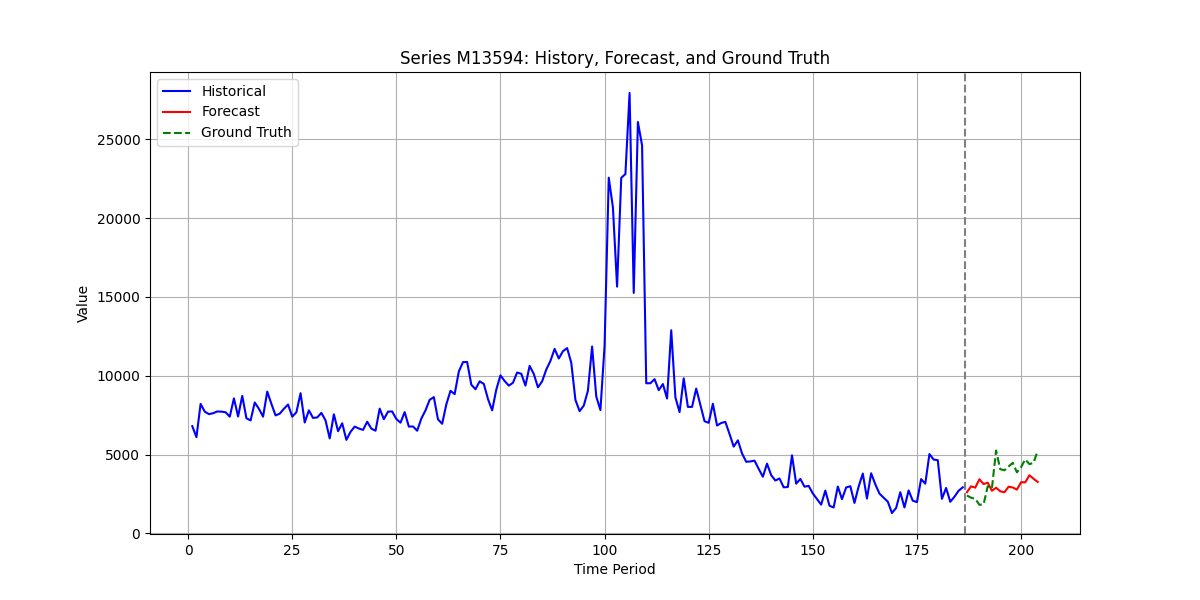 Series M13594: History, Forecast, and Ground Truth
Historical
Forecast
Ground Truth
Value
25000
20000
15000
10000
5000
0
0 25 50 75 100 125 150 175 200
Time Period